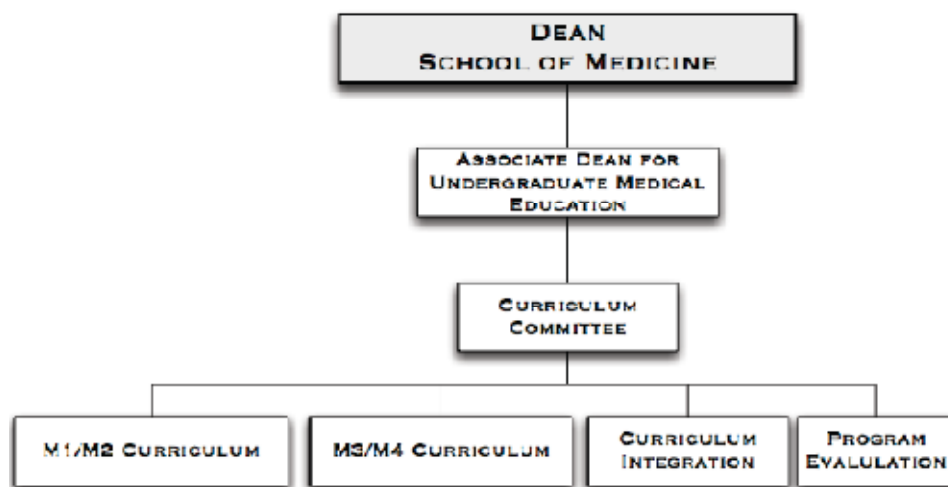 DEAN
SCHOOL OF MEDICINE
ASSOCIATE DEAN FOR
UNDERGRADUATE MEDICAL
EDUCATION
CURRICULUM
COMMITTEE
M1/M2 CURRICULUM
M3/M4 CURRICULUM
CURRICULUM
INTEGRATION
PROGRAM
EVALULATION